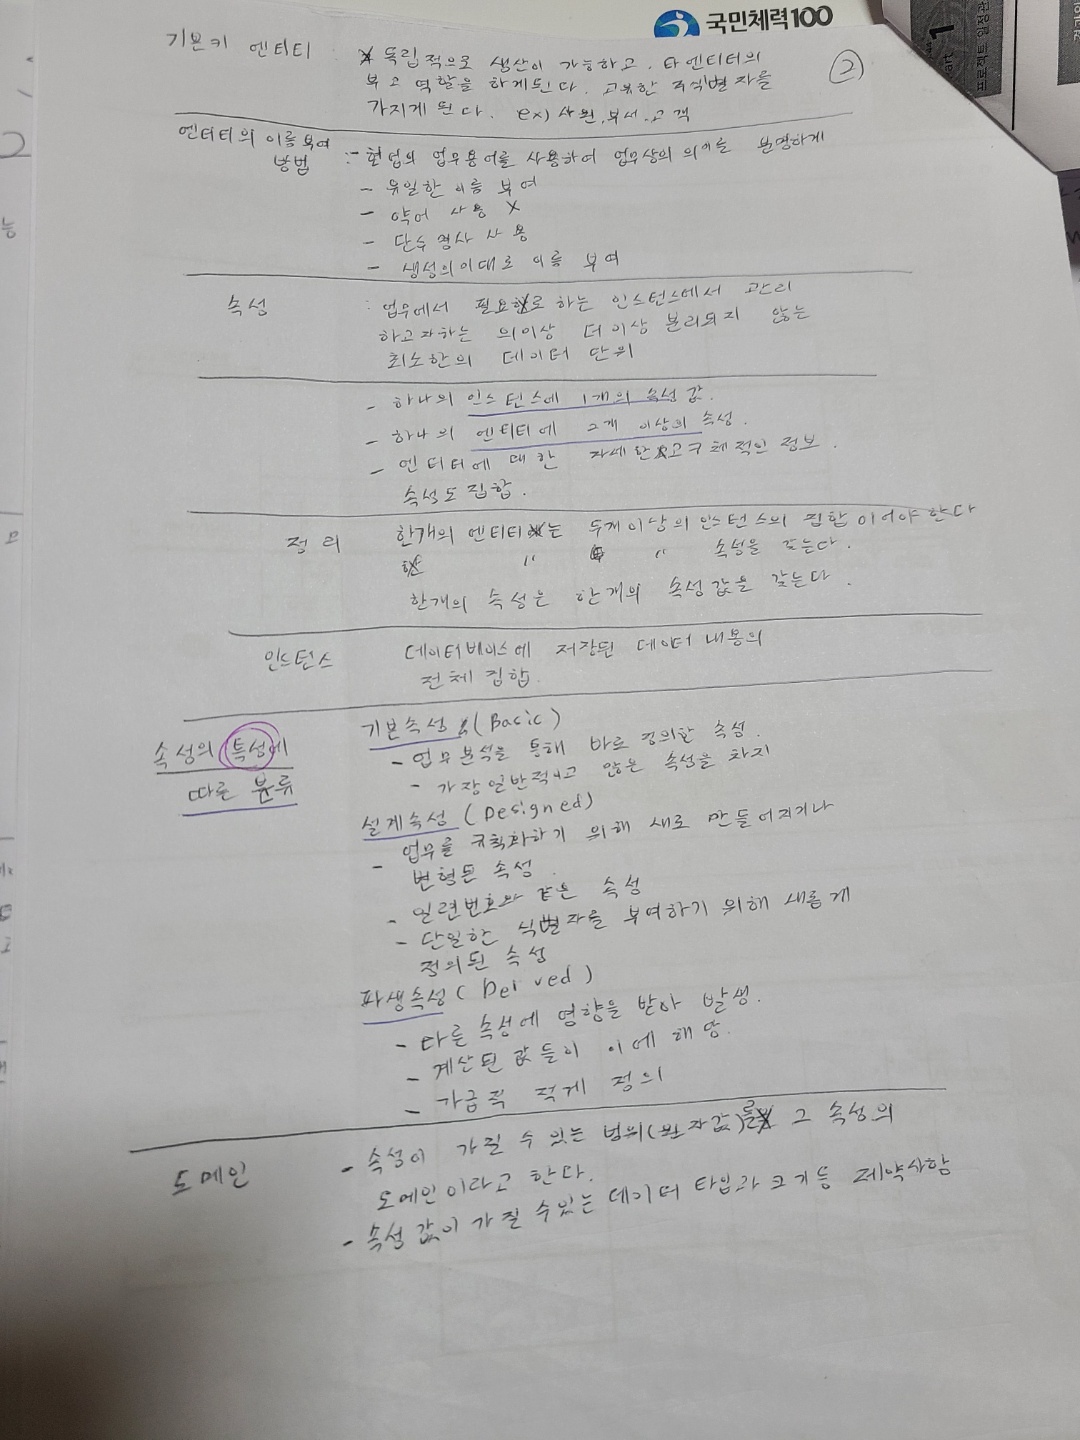 국민체력100
기본키 엔터티 : 독립적으로 생산이 가능하고. 타엔티터의
부고 역할을 하게된다. 고유한 주식별자를
가지게 된다. ex) 사원, 부서, 고객
②
엔터티의 이름 부여
방법 : - 현업의 업무용어를 사용하여 업무상의 의미를 분명하게
- 유일한 이름 부여
- 약어 사용 X
- 단수 명사 사용
- 생성의미대로 이름 부여
속성 : 업무에서 필요로 하는 인스턴스에서 관리
하고자하는 의미상 더이상 분리되지 않는
최소한의 데이터 단위
- 하나의 인스턴스에 1개의 속성값.
- 하나의 엔티티에 2개 이상의 속성.
- 엔터터에 대한 자세한고 구체적인 정보.
속성도 집합.
정리 한개의 엔티티는 두개이상의 인스턴스의 집합이어야 한다
〃 〃 속성을 갖는다.
한개의 속성은 한개의 속성값을 갖는다.
인스턴스 데이터베이스에 저장된 데이터 내용의
전체 집합.
속성의 특성에
따른 분류
기본속성 (Basic)
- 업무분석을 통해 바로 정의한 속성.
- 가장일반적이고 많은 속성을 차지
설계속성 (Designed)
- 업무를 규칙화하기 위해 새로 만들어지거나
변형된 속성.
- 일련번호와 같은 속성
- 단일한 식별자를 부여하기 위해 새롭게
정의된 속성
파생속성 (Derived)
- 다른 속성에 영향을 받아 발생.
- 계산된 값들이 이에 해당.
- 가급적 적게 정의
도메인 - 속성이 가질 수 있는 범위(반자값)를 그 속성의
도메인이라고 한다.
- 속성 값이 가질 수있는 데이터 타입과 크기등 제약사항